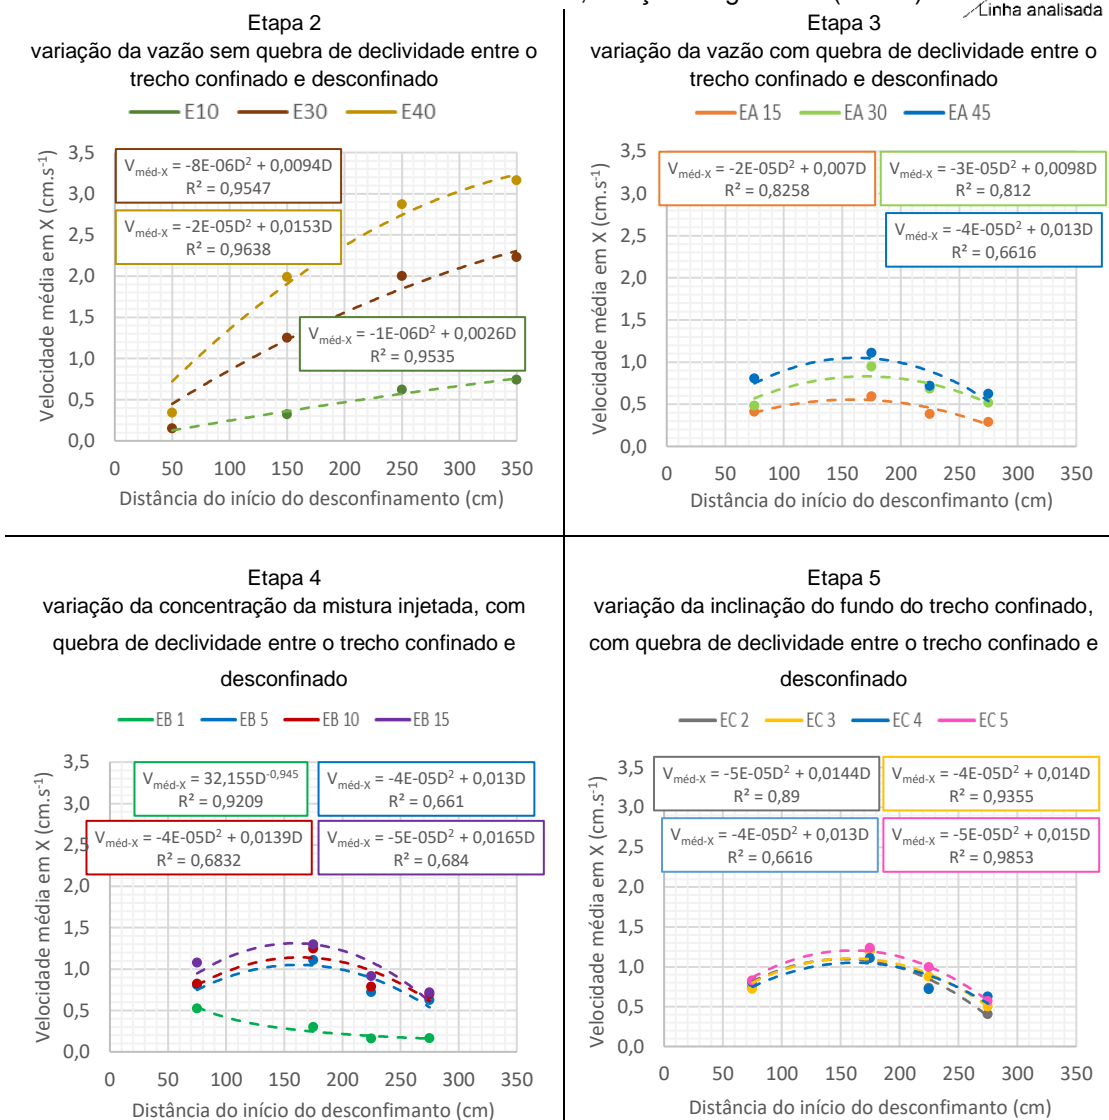 Linha analisada
Etapa 2
variação da vazão sem quebra de declividade entre o
trecho confinado e desconfinado
E10 E30 E40
3,5
3,0
2,5
2,0
1,5
1,0
0,5
0,0
Velocidade média em X (cm.s⁻¹)
V_méd-X = -8E-06D² + 0,0094D
R² = 0,9547
V_méd-X = -2E-05D² + 0,0153D
R² = 0,9638
V_méd-X = -1E-06D² + 0,0026D
R² = 0,9535
0 50 100 150 200 250 300 350
Distância do início do desconfinamento (cm)
Etapa 3
variação da vazão com quebra de declividade entre o
trecho confinado e desconfinado
EA 15 EA 30 EA 45
3,5
3,0
2,5
2,0
1,5
1,0
0,5
0,0
Velocidade média em X (cm.s⁻¹)
V_méd-X = -2E-05D² + 0,007D
R² = 0,8258
V_méd-X = -3E-05D² + 0,0098D
R² = 0,812
V_méd-X = -4E-05D² + 0,013D
R² = 0,6616
0 50 100 150 200 250 300 350
Distância do início do desconfimanto (cm)
Etapa 4
variação da concentração da mistura injetada, com
quebra de declividade entre o trecho confinado e
desconfinado
EB 1 EB 5 EB 10 EB 15
3,5
3,0
2,5
2,0
1,5
1,0
0,5
0,0
Velocidade média em X (cm.s⁻¹)
V_méd-X = 32,155D^-0,945
R² = 0,9209
V_méd-X = -4E-05D² + 0,013D
R² = 0,661
V_méd-X = -4E-05D² + 0,0139D
R² = 0,6832
V_méd-X = -5E-05D² + 0,0165D
R² = 0,684
0 50 100 150 200 250 300 350
Distância do início do desconfimanto (cm)
Etapa 5
variação da inclinação do fundo do trecho confinado,
com quebra de declividade entre o trecho confinado e
desconfinado
EC 2 EC 3 EC 4 EC 5
3,5
3,0
2,5
2,0
1,5
1,0
0,5
0,0
Velocidade média em X (cm.s⁻¹)
V_méd-X = -5E-05D² + 0,0144D
R² = 0,89
V_méd-X = -4E-05D² + 0,014D
R² = 0,9355
V_méd-X = -4E-05D² + 0,013D
R² = 0,6616
V_méd-X = -5E-05D² + 0,015D
R² = 0,9853
0 50 100 150 200 250 300 350
Distância do início do desconfimanto (cm)